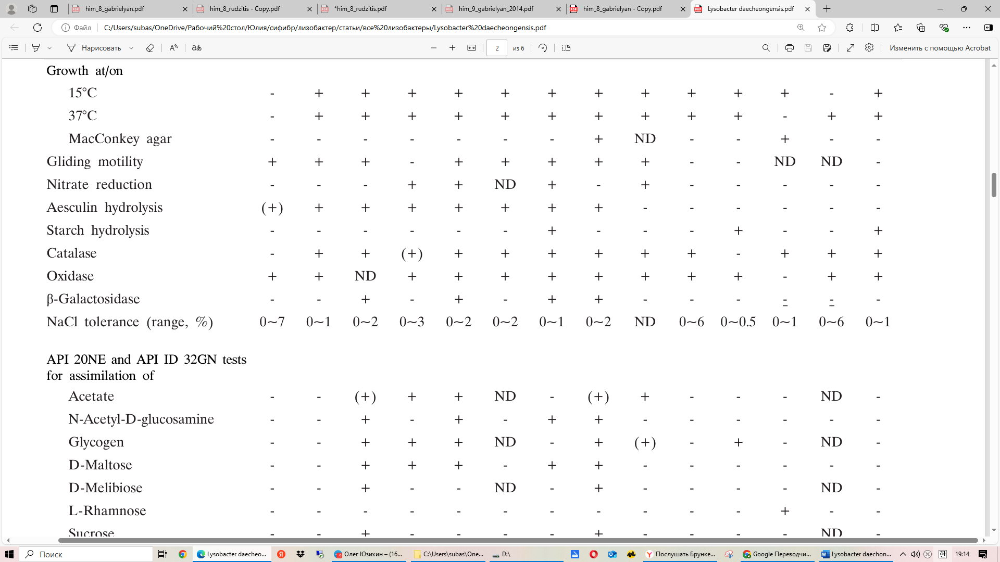 him_8_gabrielyan.pdf
him_8_rudzitis - Copy.pdf
*him_8_rudzitis.pdf
him_9_gabrielyan_2014.pdf
him_8_gabrielyan - Copy.pdf
Lysobacter daecheongensis.pdf
Файл C:/Users/subas/OneDrive/Рабочий%20стол/Юлия/сифибр/лизобактер/статьи/все%20лизобактеры/Lysobacter%20daecheongensis.pdf
Нарисовать 2 из 6 Изменить с помощью Acrobat
Growth at/on
15°C - + + + + + + + + + + + - +
37°C - + + + + + + + + + + - + +
MacConkey agar - - - - - - - + ND - - + - -
Gliding motility + + + - + + + + + - - ND ND -
Nitrate reduction - - - + + ND + - + - - - - -
Aesculin hydrolysis (+) + + + + + + + - - - - - -
Starch hydrolysis - - - - - - + - - - + - - +
Catalase - + + (+) + + + + + + - + + +
Oxidase + + ND + + + + + + + + - + +
β-Galactosidase - - + - + - + + - - - - - -
NaCl tolerance (range, %) 0~7 0~1 0~2 0~3 0~2 0~2 0~1 0~2 ND 0~6 0~0.5 0~1 0~6 0~1
API 20NE and API ID 32GN tests
for assimilation of
Acetate - - (+) + + ND - (+) + - - - ND -
N-Acetyl-D-glucosamine - - + - + - + + - - - - - -
Glycogen - - + + + ND - + (+) - + - ND -
D-Maltose - - + + + - + + - - - - - -
D-Melibiose - - + - - ND - + - - - - ND -
L-Rhamnose - - - - - - - - - - - + - -
Sucrose - - + - - - - + - - - - ND -
Поиск
Lysobacter daecheo...
Олег Юзихин – (16...
C:\Users\subas\One...
D:\
Послушать Брунке...
Google Переводчи...
Lysobacter daechon...
19:14